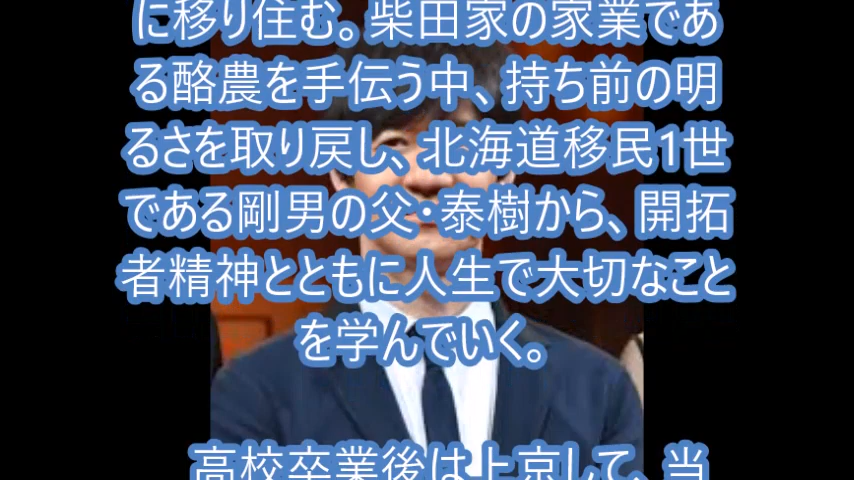 に移り住む。柴田家の家業であ
る酪農を手伝う中、持ち前の明
るさを取り戻し、北海道移民1世
である剛男の父・泰樹から、開拓
者精神とともに人生で大切なこと
を学んでいく。
高校卒業後は上京して、当